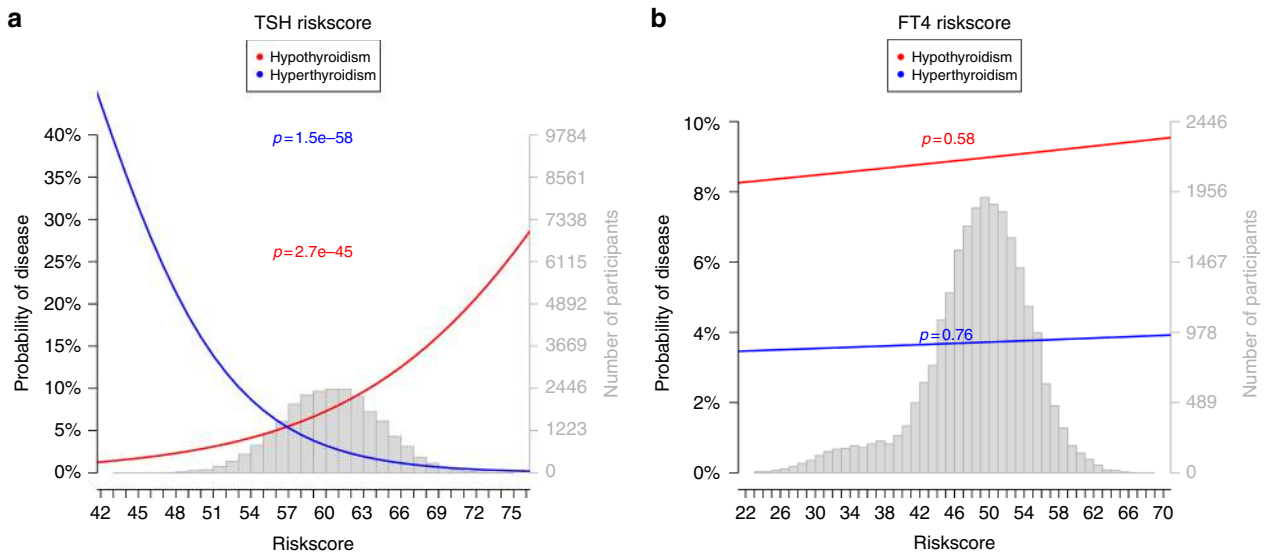 a
TSH riskscore
Hypothyroidism
Hyperthyroidism
p=1.5e–58
p=2.7e–45
40%
35%
30%
25%
20%
15%
10%
5%
0%
Probability of disease
9784
8561
7338
6115
4892
3669
2446
1223
0
Number of participants
42 45 48 51 54 57 60 63 66 69 72 75
Riskscore
b
FT4 riskscore
Hypothyroidism
Hyperthyroidism
p=0.58
p=0.76
10%
8%
6%
4%
2%
0%
Probability of disease
2446
1956
1467
978
489
0
Number of participants
22 26 30 34 38 42 46 50 54 58 62 66 70
Riskscore